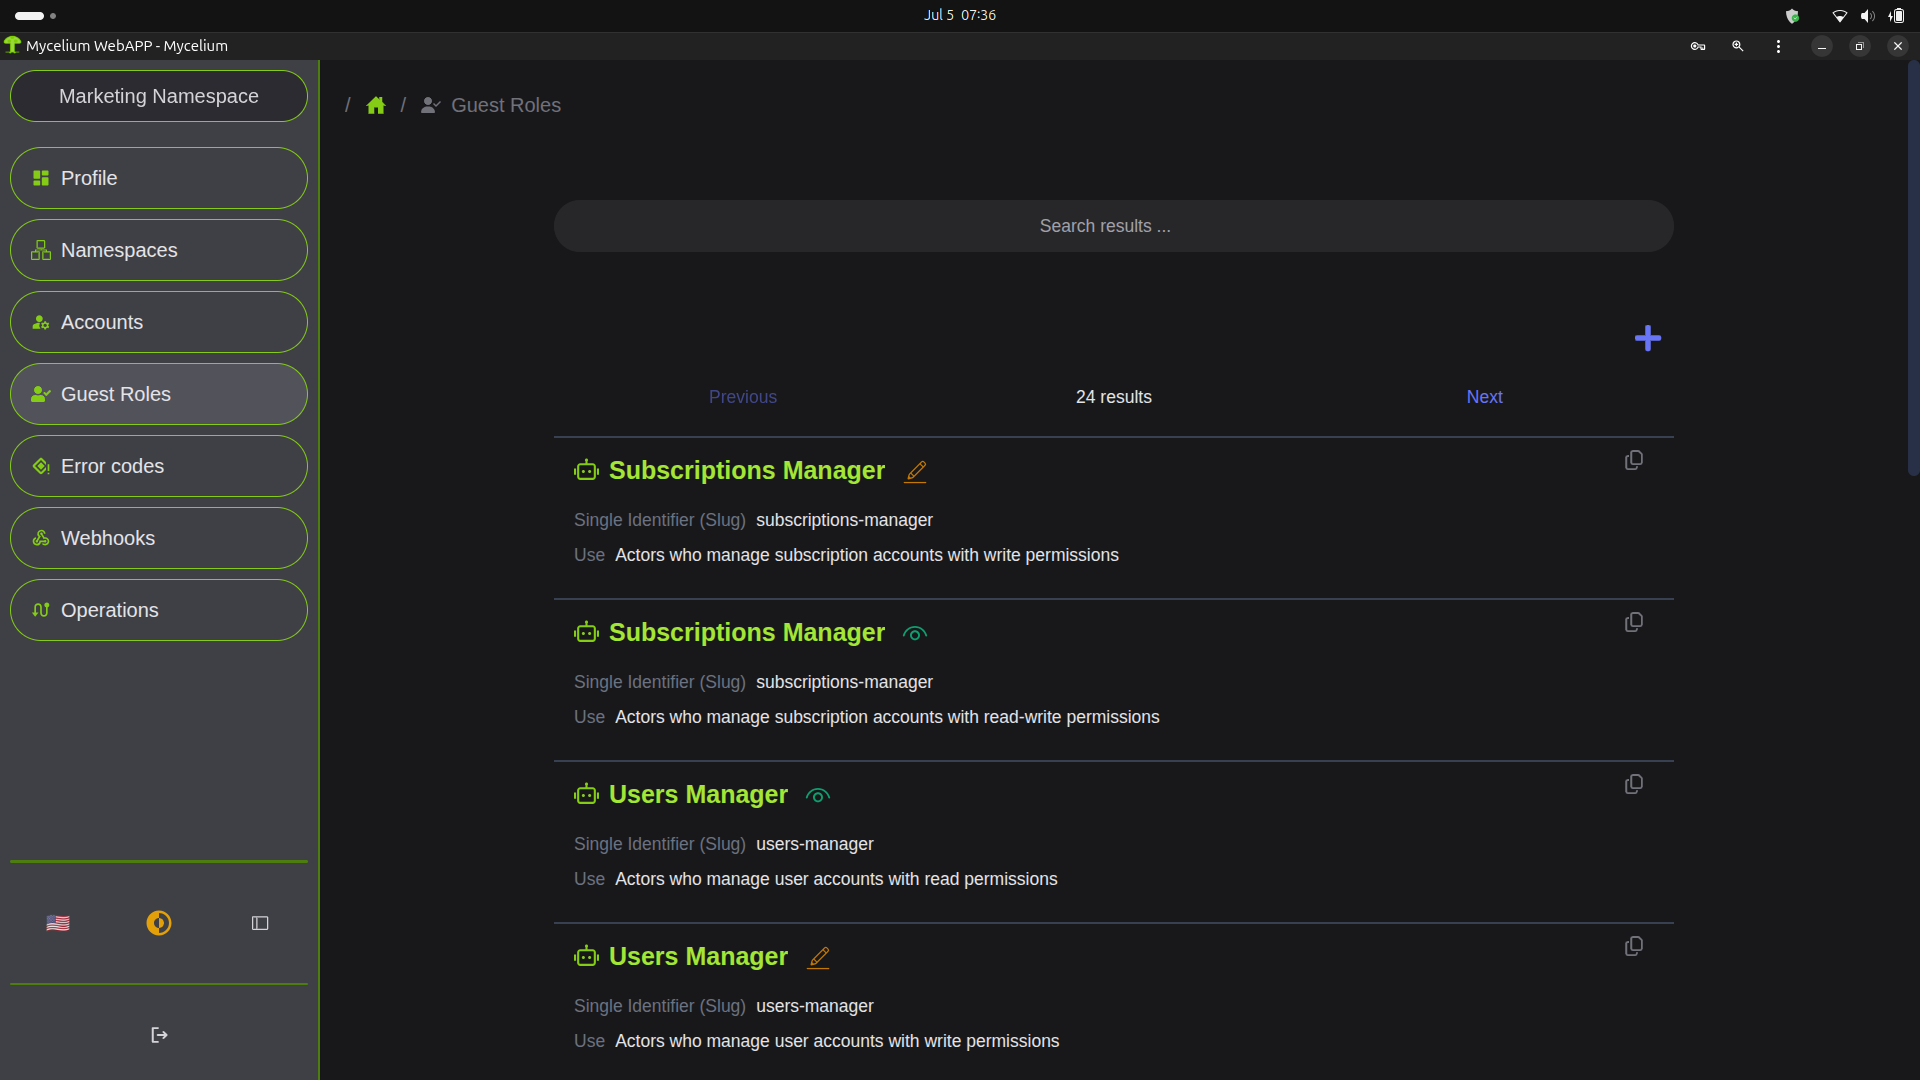 Jul 5 07:36
Mycelium WebAPP - Mycelium
Marketing Namespace
/ / Guest Roles
Profile
Namespaces
Accounts
Guest Roles
Error codes
Webhooks
Operations
Search results ...
Previous 24 results Next
Subscriptions Manager
Single Identifier (Slug) subscriptions-manager
Use Actors who manage subscription accounts with write permissions
Subscriptions Manager
Single Identifier (Slug) subscriptions-manager
Use Actors who manage subscription accounts with read-write permissions
Users Manager
Single Identifier (Slug) users-manager
Use Actors who manage user accounts with read permissions
Users Manager
Single Identifier (Slug) users-manager
Use Actors who manage user accounts with write permissions